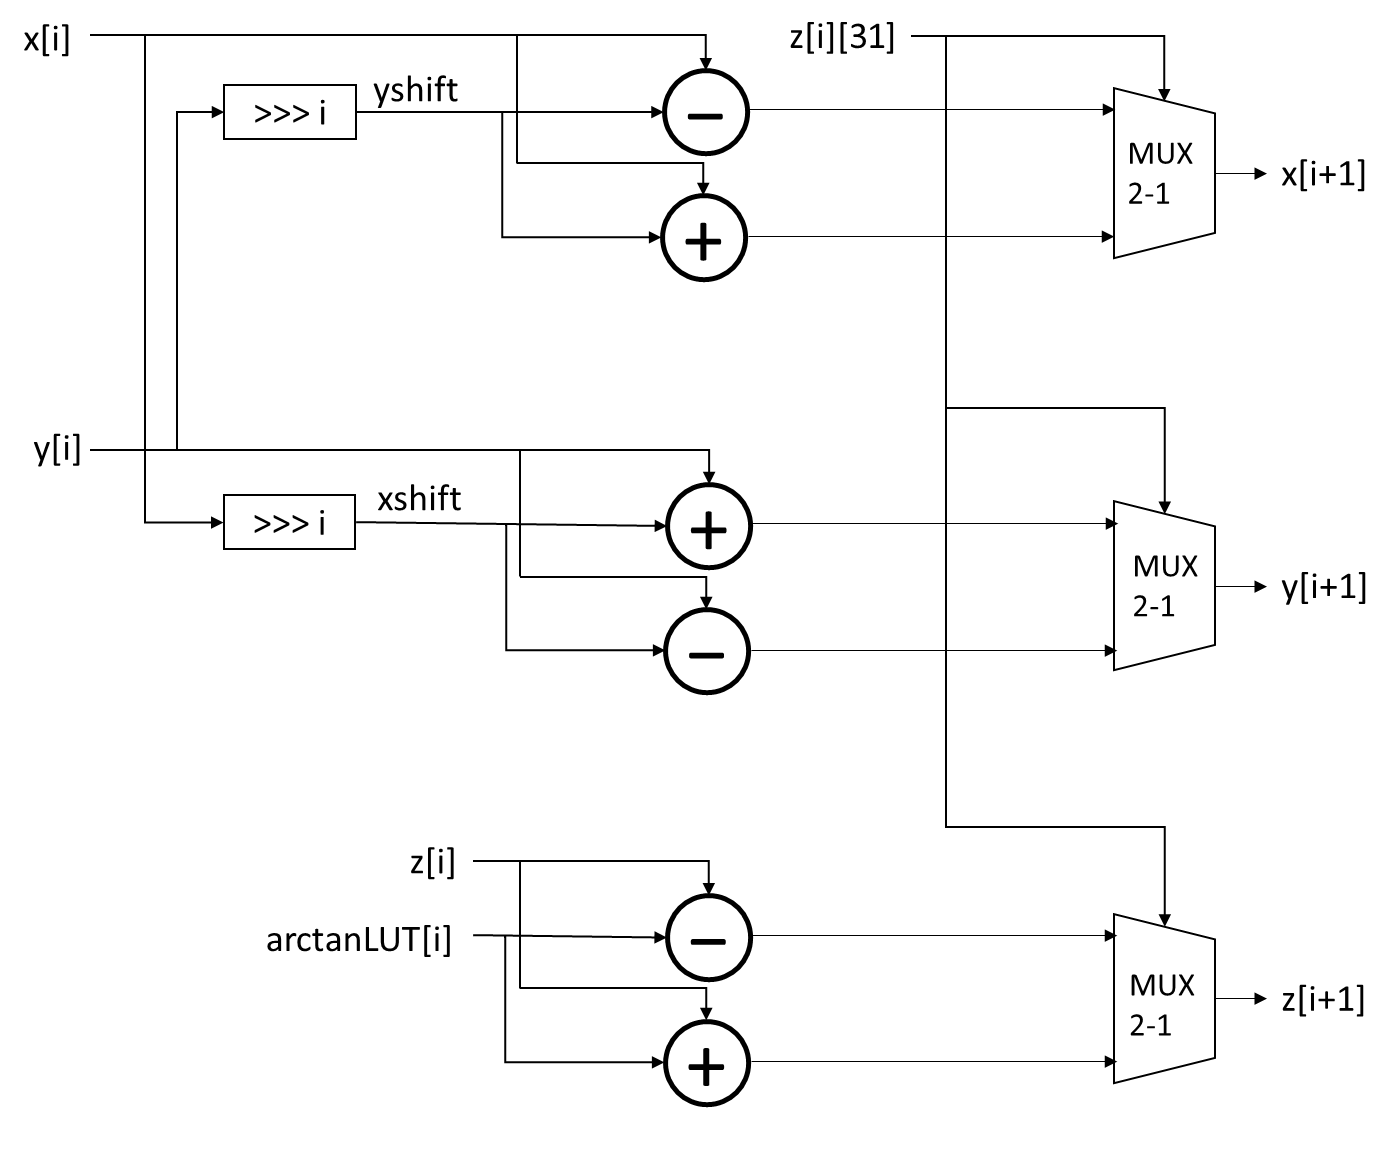 x[i]
z[i][31]
>>> i
yshift
−
MUX
2-1
x[i+1]
+
y[i]
>>> i
xshift
+
MUX
2-1
y[i+1]
−
z[i]
arctanLUT[i]
−
MUX
2-1
z[i+1]
+